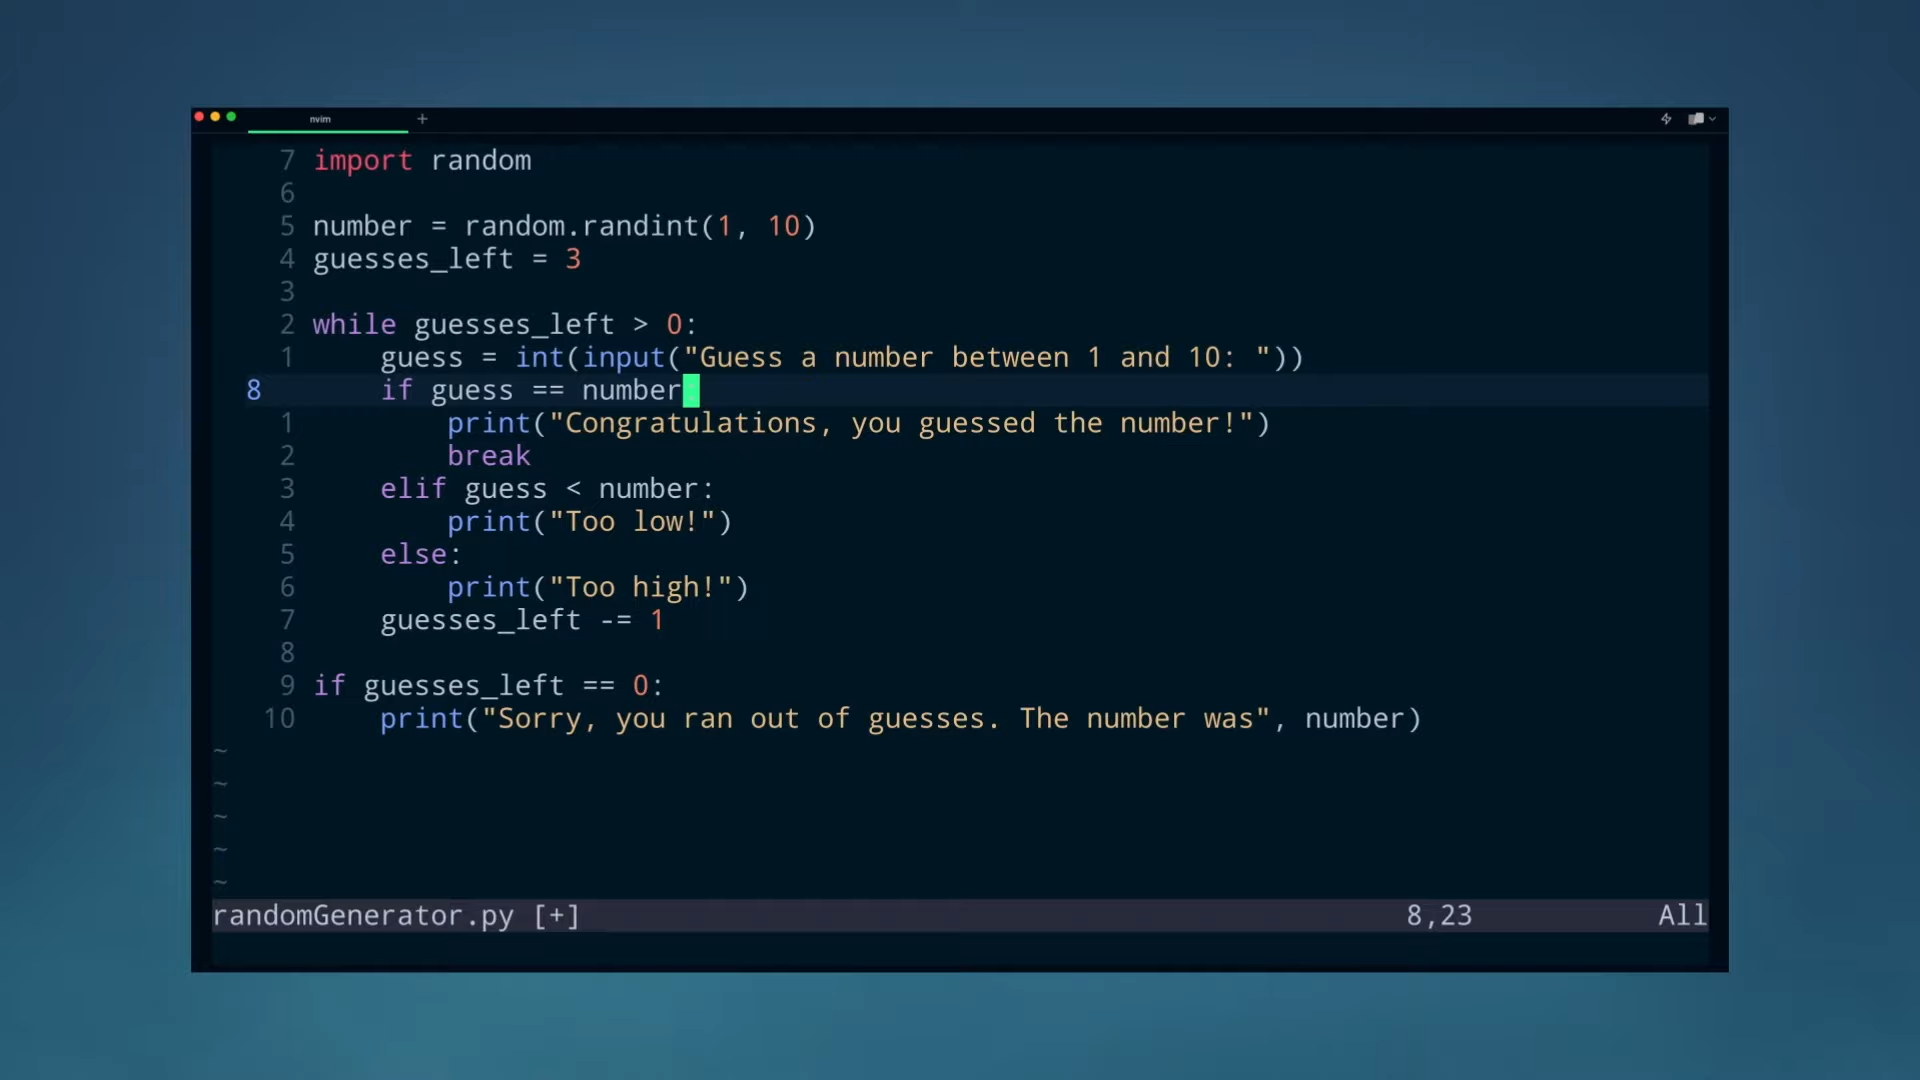 nvim +
7 import random
6
5 number = random.randint(1, 10)
4 guesses_left = 3
3
2 while guesses_left > 0:
1     guess = int(input("Guess a number between 1 and 10: "))
8     if guess == number:
1         print("Congratulations, you guessed the number!")
2         break
3     elif guess < number:
4         print("Too low!")
5     else:
6         print("Too high!")
7     guesses_left -= 1
8
9 if guesses_left == 0:
10     print("Sorry, you ran out of guesses. The number was", number)
~
~
~
~
~
randomGenerator.py [+] 8,23 All